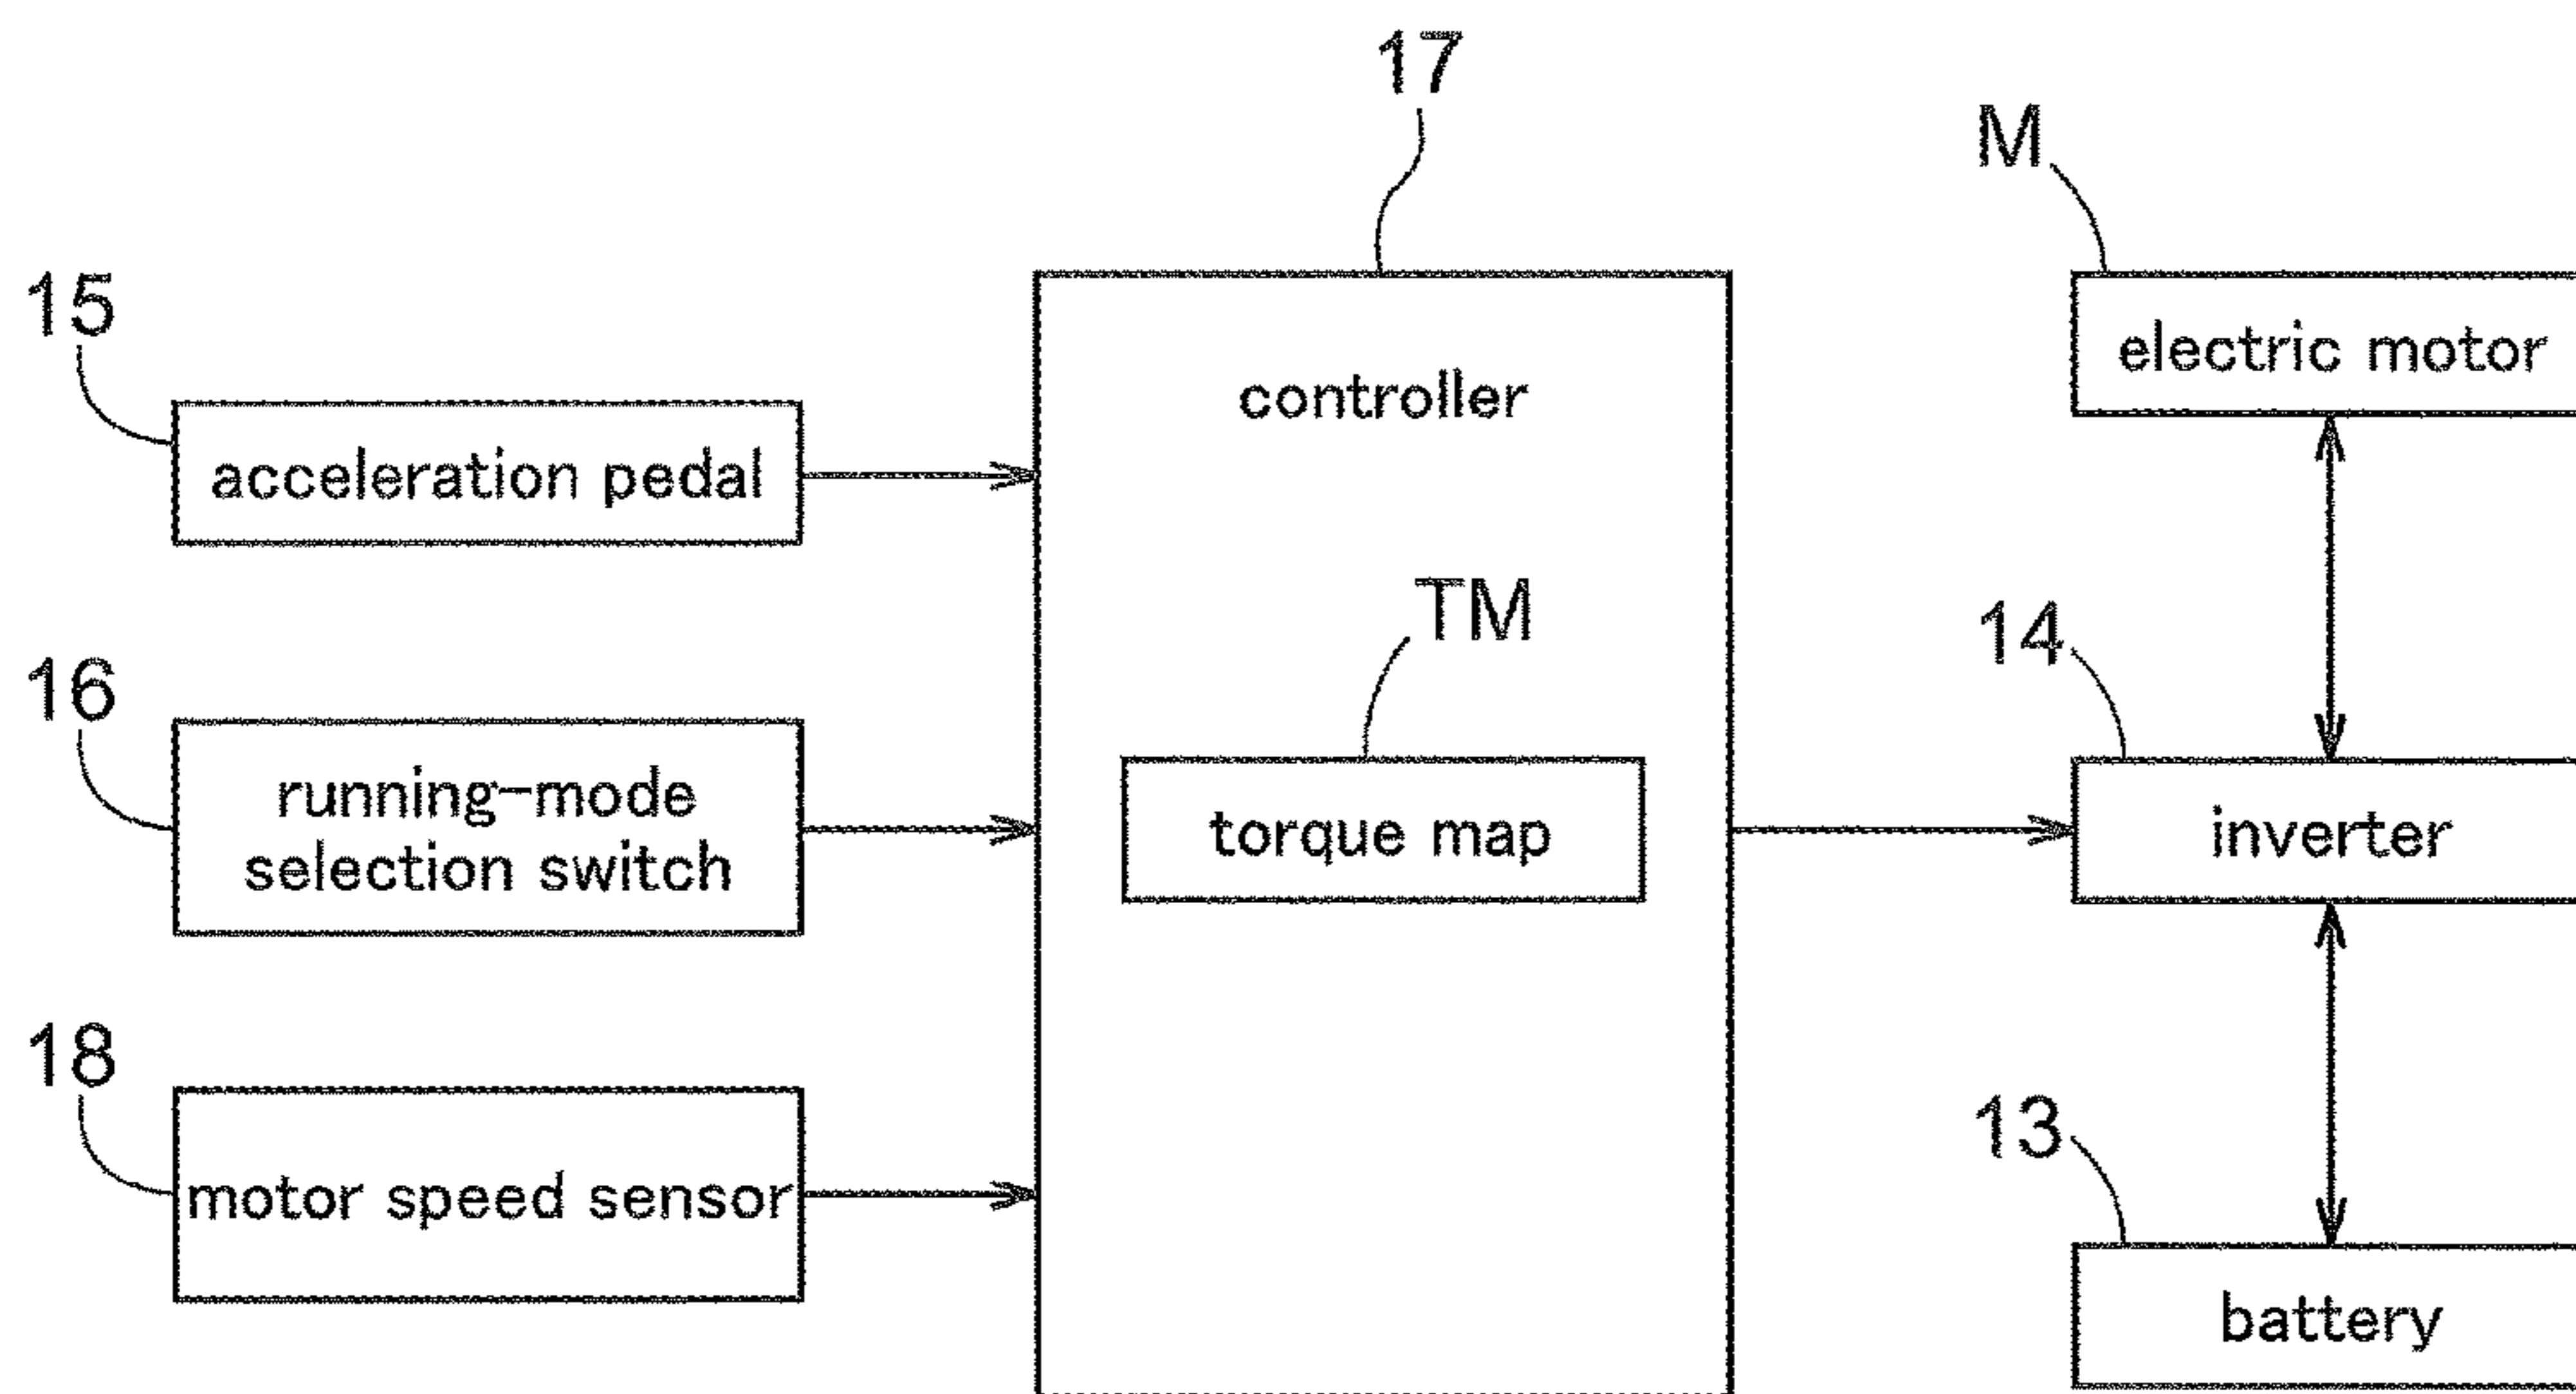 17
M
15
electric motor
controller
acceleration pedal
TM
14
16
running-mode
selection switch
torque map
inverter
18
13
motor speed sensor
battery